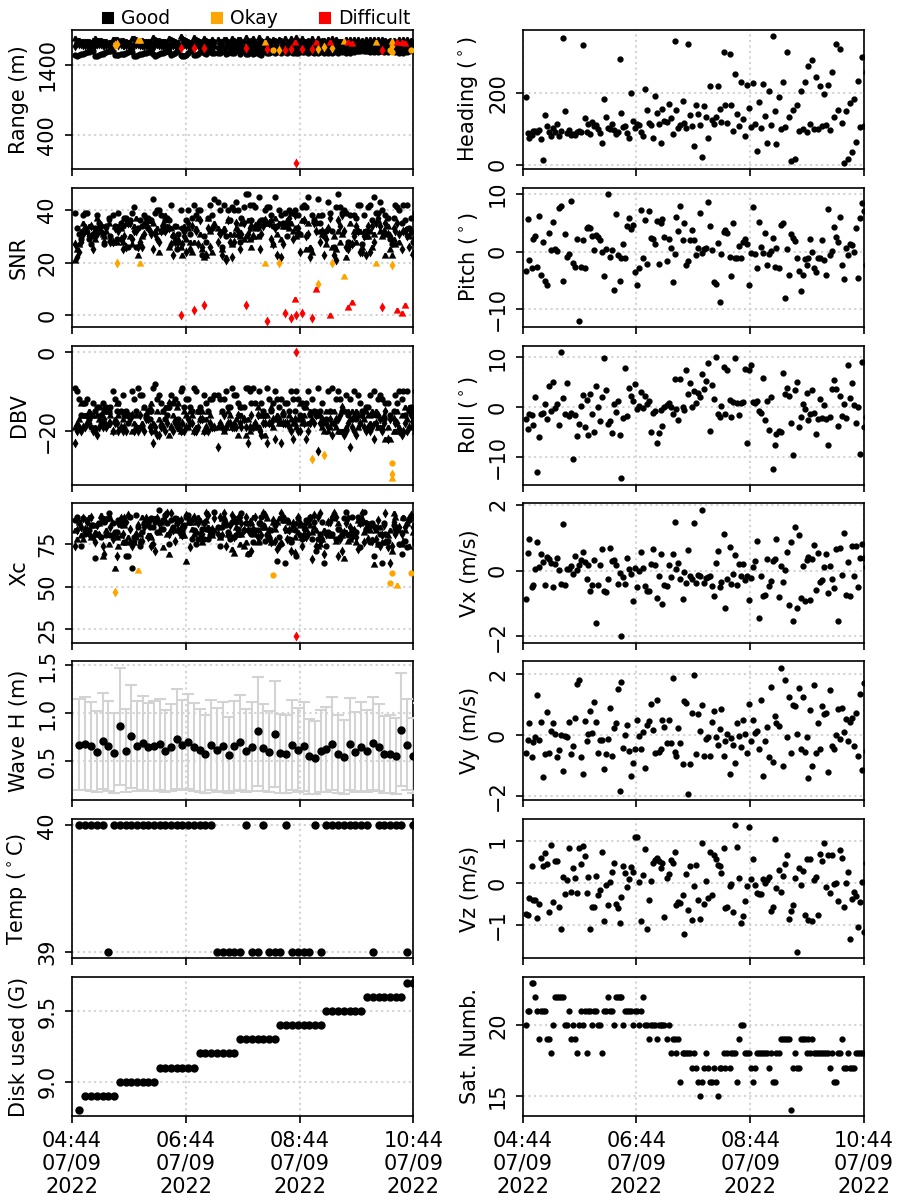 Good Okay Difficult
Range (m)
1400
400
Heading (°)
200
0
SNR
40
20
0
Pitch (°)
10
0
−10
DBV
0
−20
Roll (°)
10
0
−10
Xc
75
50
25
Vx (m/s)
2
0
−2
Wave H (m)
1.5
1.0
0.5
Vy (m/s)
2
0
−2
Temp (°C)
40
39
Vz (m/s)
1
0
−1
Disk used (G)
9.5
9.0
Sat. Numb.
20
15
04:44 06:44 08:44 10:44
07/09 07/09 07/09 07/09
2022 2022 2022 2022
04:44 06:44 08:44 10:44
07/09 07/09 07/09 07/09
2022 2022 2022 2022